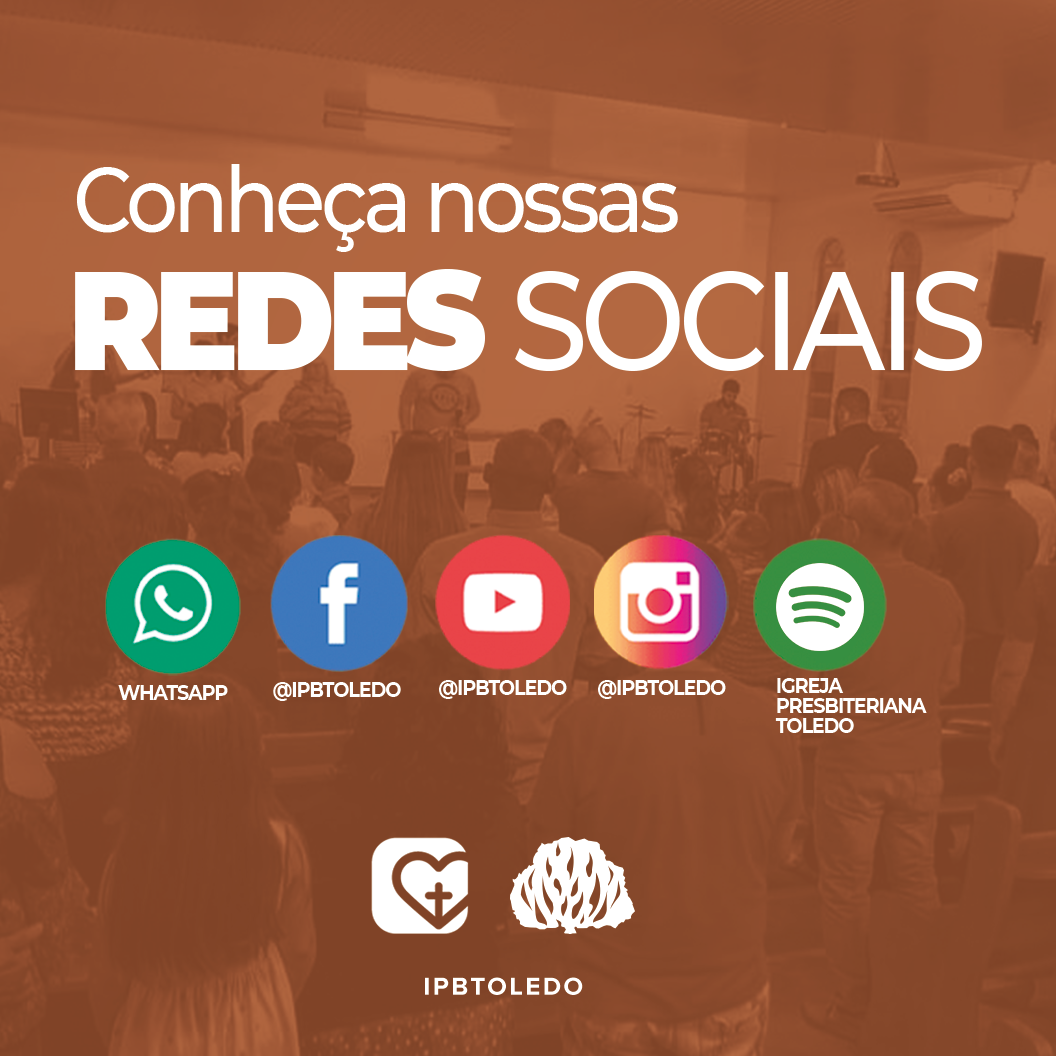 Conheça nossas
REDES SOCIAIS
WHATSAPP
@IPBTOLEDO
@IPBTOLEDO
@IPBTOLEDO
IGREJA
PRESBITERIANA
TOLEDO
IPBTOLEDO